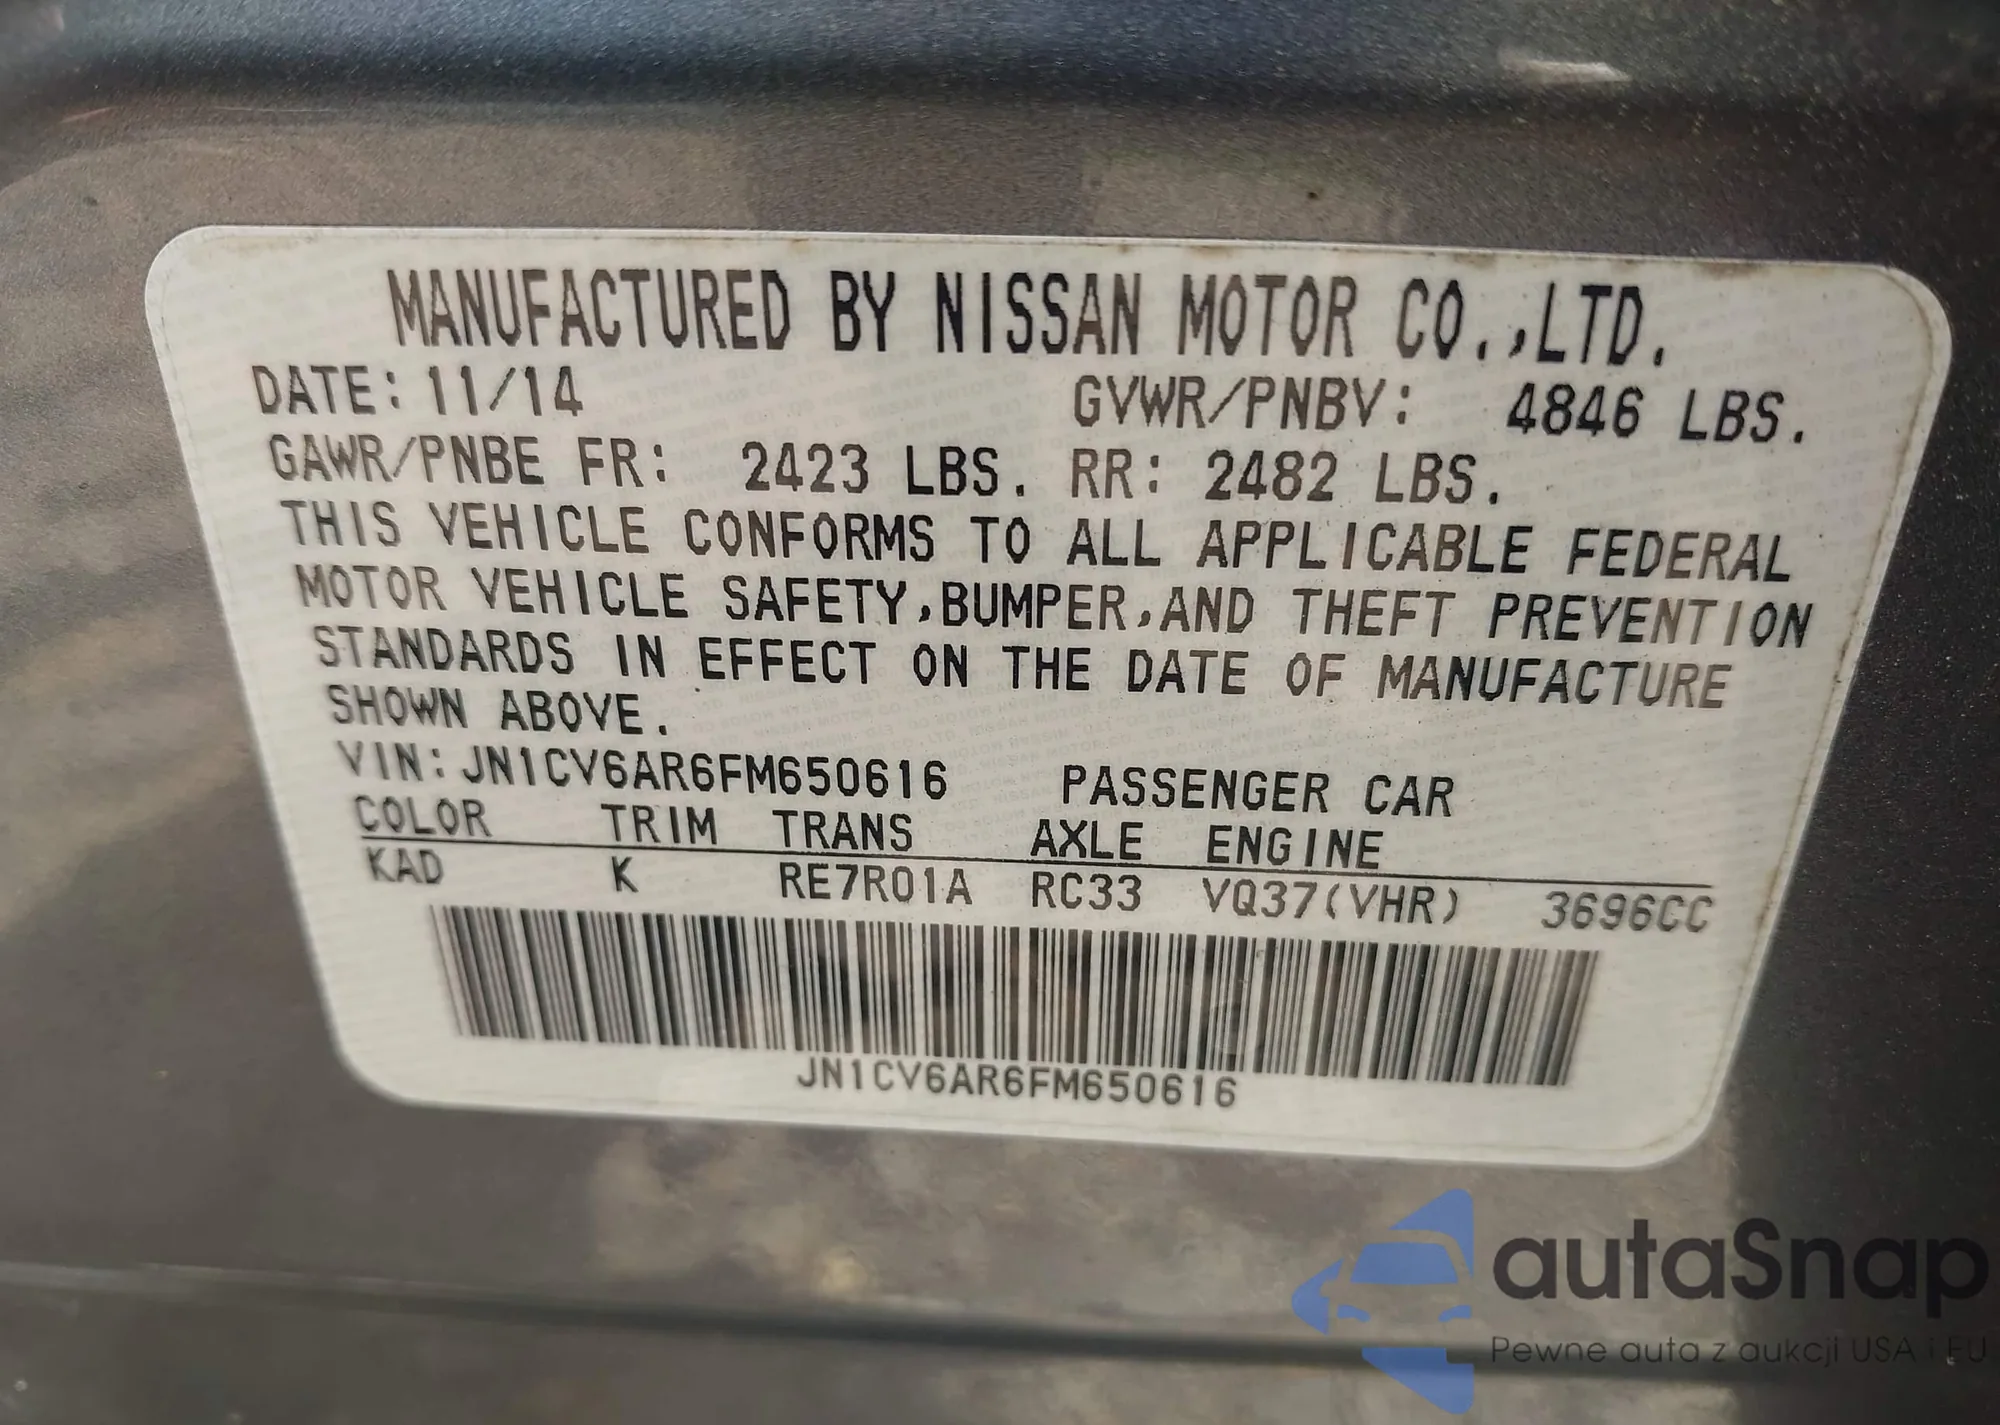 MANUFACTURED BY NISSAN MOTOR CO.,LTD.
DATE: 11/14 GVWR/PNBV: 4846 LBS.
GAWR/PNBE FR: 2423 LBS. RR: 2482 LBS.
THIS VEHICLE CONFORMS TO ALL APPLICABLE FEDERAL
MOTOR VEHICLE SAFETY,BUMPER,AND THEFT PREVENTION
STANDARDS IN EFFECT ON THE DATE OF MANUFACTURE
SHOWN ABOVE.
VIN: JN1CV6AR6FM650616 PASSENGER CAR
COLOR TRIM TRANS AXLE ENGINE
KAD K RE7R01A RC33 VQ37(VHR) 3696CC
JN1CV6AR6FM650616
autaSnap
Pewne auta z aukcji USA i EU